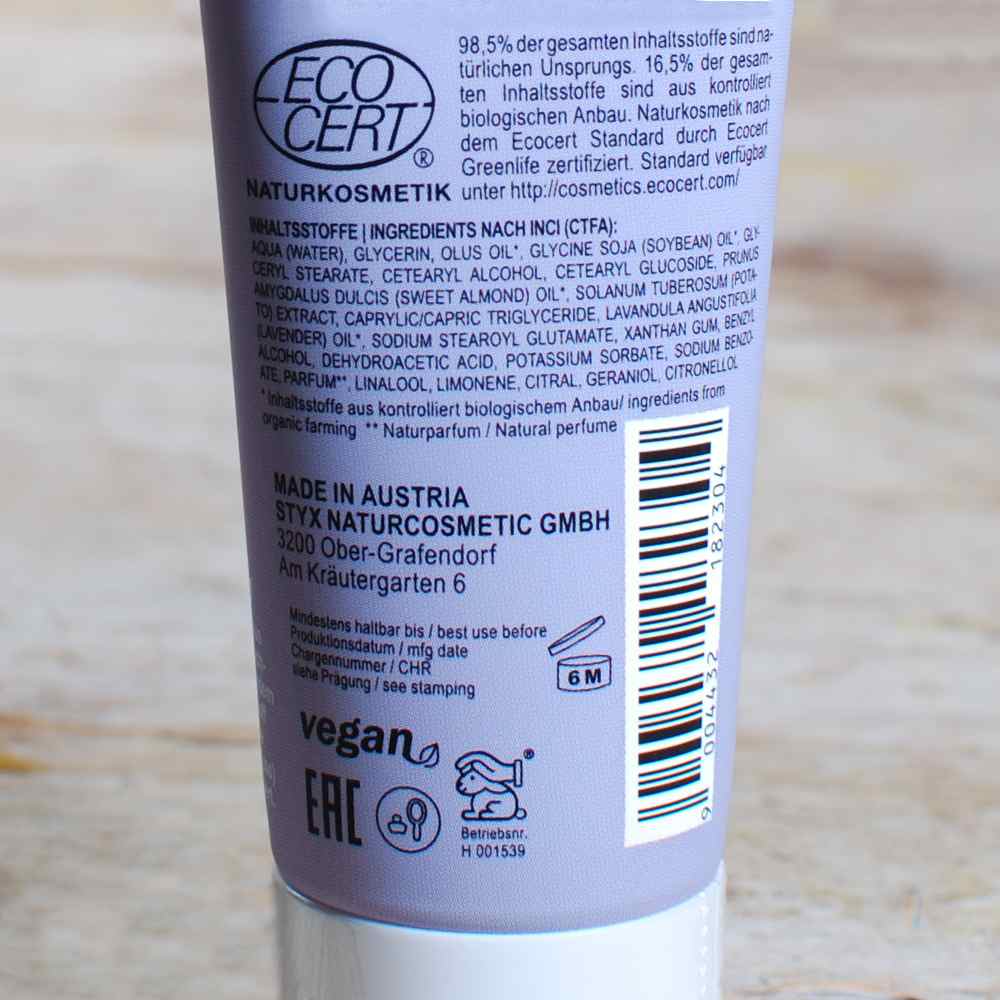 ECO
CERT®
NATURKOSMETIK
98,5% der gesamten Inhaltsstoffe sind na-
türlichen Unsprungs. 16,5% der gesam-
ten Inhaltsstoffe sind aus kontrolliert
biologischen Anbau. Naturkosmetik nach
dem Ecocert Standard durch Ecocert
Greenlife zertifiziert. Standard verfügbar
unter http://cosmetics.ecocert.com/
INHALTSSTOFFE | INGREDIENTS NACH INCI (CTFA):
AQUA (WATER), GLYCERIN, OLUS OIL*, GLYCINE SOJA (SOYBEAN) OIL*, GLY-
CERYL STEARATE, CETEARYL ALCOHOL, CETEARYL GLUCOSIDE, PRUNUS
AMYGDALUS DULCIS (SWEET ALMOND) OIL*, SOLANUM TUBEROSUM (POTA-
TO) EXTRACT, CAPRYLIC/CAPRIC TRIGLYCERIDE, LAVANDULA ANGUSTIFOLIA
(LAVENDER) OIL*, SODIUM STEAROYL GLUTAMATE, XANTHAN GUM, BENZYL
ALCOHOL, DEHYDROACETIC ACID, POTASSIUM SORBATE, SODIUM BENZO-
ATE, PARFUM**, LINALOOL, LIMONENE, CITRAL, GERANIOL, CITRONELLOL
* Inhaltsstoffe aus kontrolliert biologischem Anbau/ ingredients from
organic farming ** Naturparfum / Natural perfume
MADE IN AUSTRIA
STYX NATURCOSMETIC GMBH
3200 Ober-Grafendorf
Am Kräutergarten 6
Mindestens haltbar bis / best use before
Produktionsdatum / mfg date
Chargennummer / CHR
siehe Prägung / see stamping
6 M
vegan
EAC
®
Betriebsnr.
H 001539
9 004432 182304